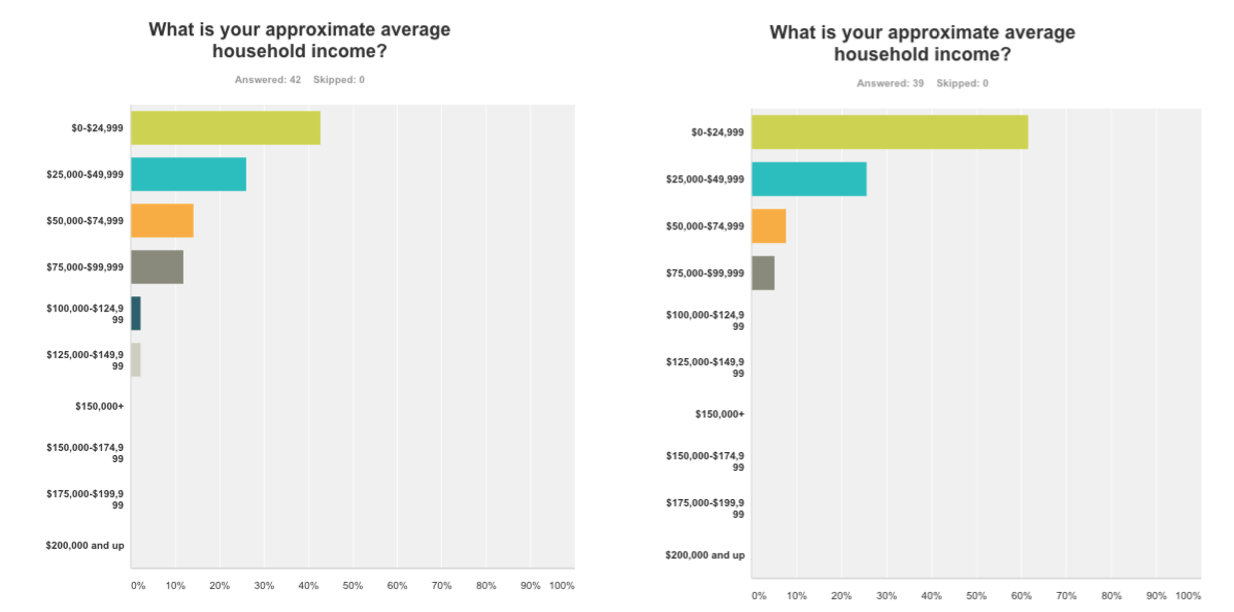 What is your approximate average
household income?
Answered: 42 Skipped: 0
$0-$24,999
$25,000-$49,999
$50,000-$74,999
$75,000-$99,999
$100,000-$124,9
99
$125,000-$149,9
99
$150,000+
$150,000-$174,9
99
$175,000-$199,9
99
$200,000 and up
0% 10% 20% 30% 40% 50% 60% 70% 80% 90% 100%
What is your approximate average
household income?
Answered: 39 Skipped: 0
$0-$24,999
$25,000-$49,999
$50,000-$74,999
$75,000-$99,999
$100,000-$124,9
99
$125,000-$149,9
99
$150,000+
$150,000-$174,9
99
$175,000-$199,9
99
$200,000 and up
0% 10% 20% 30% 40% 50% 60% 70% 80% 90% 100%